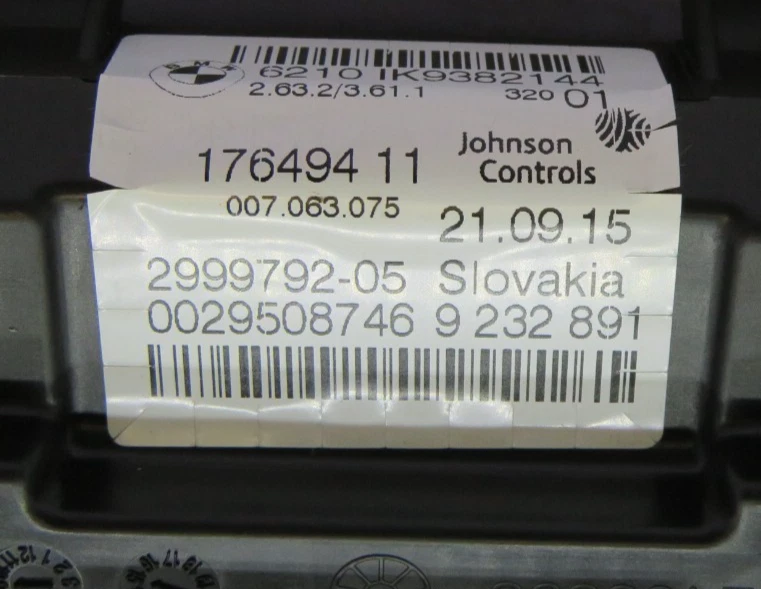 BMW
6210 IK9382144
2.63.2/3.61.1 320 01
176494 11 Johnson Controls
007.063.075
21.09.15
2999792-05 Slovakia
0029508746 9 232 891